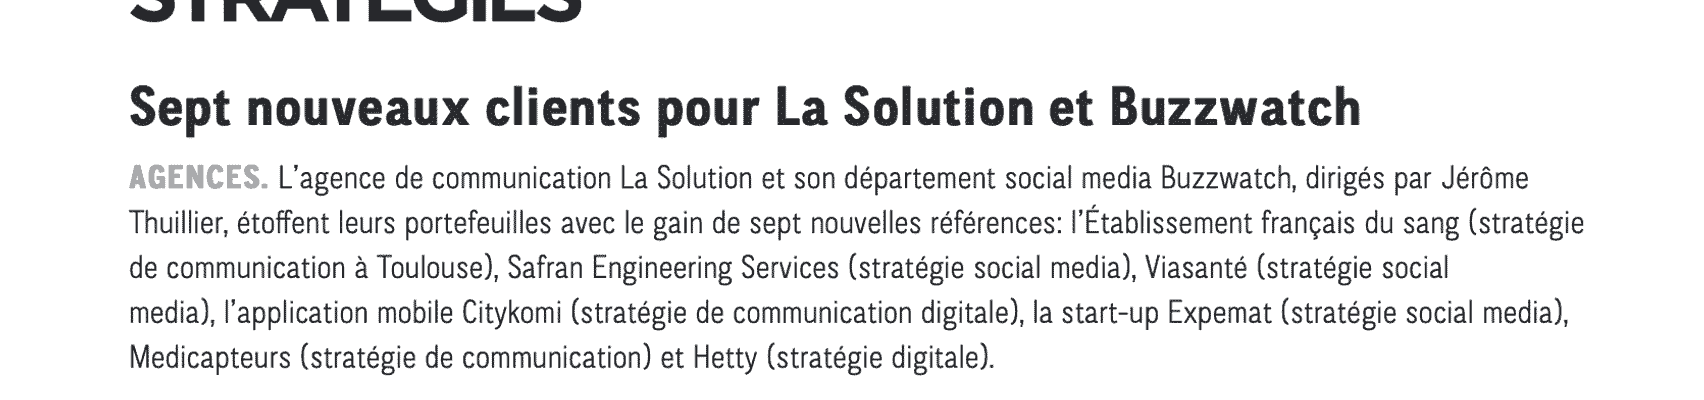 STRATÉGIES
Sept nouveaux clients pour La Solution et Buzzwatch
AGENCES. L'agence de communication La Solution et son département social media Buzzwatch, dirigés par Jérôme
Thuillier, étoffent leurs portefeuilles avec le gain de sept nouvelles références: l'Établissement français du sang (stratégie
de communication à Toulouse), Safran Engineering Services (stratégie social media), Viasanté (stratégie social
media), l'application mobile Citykomi (stratégie de communication digitale), la start-up Expemat (stratégie social media),
Medicapteurs (stratégie de communication) et Hetty (stratégie digitale).